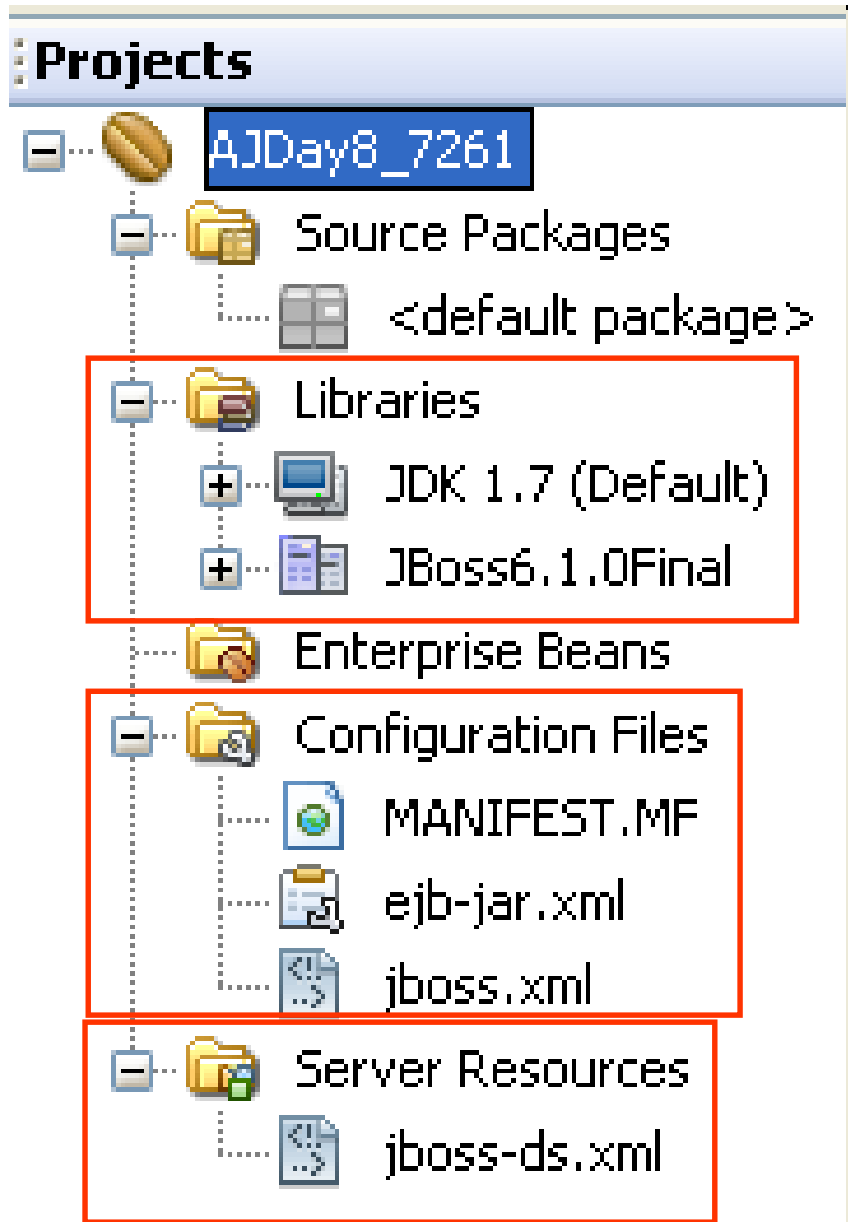 Projects
AJDay8_7261
Source Packages
<default package>
Libraries
JDK 1.7 (Default)
JBoss6.1.0Final
Enterprise Beans
Configuration Files
MANIFEST.MF
ejb-jar.xml
jboss.xml
Server Resources
jboss-ds.xml